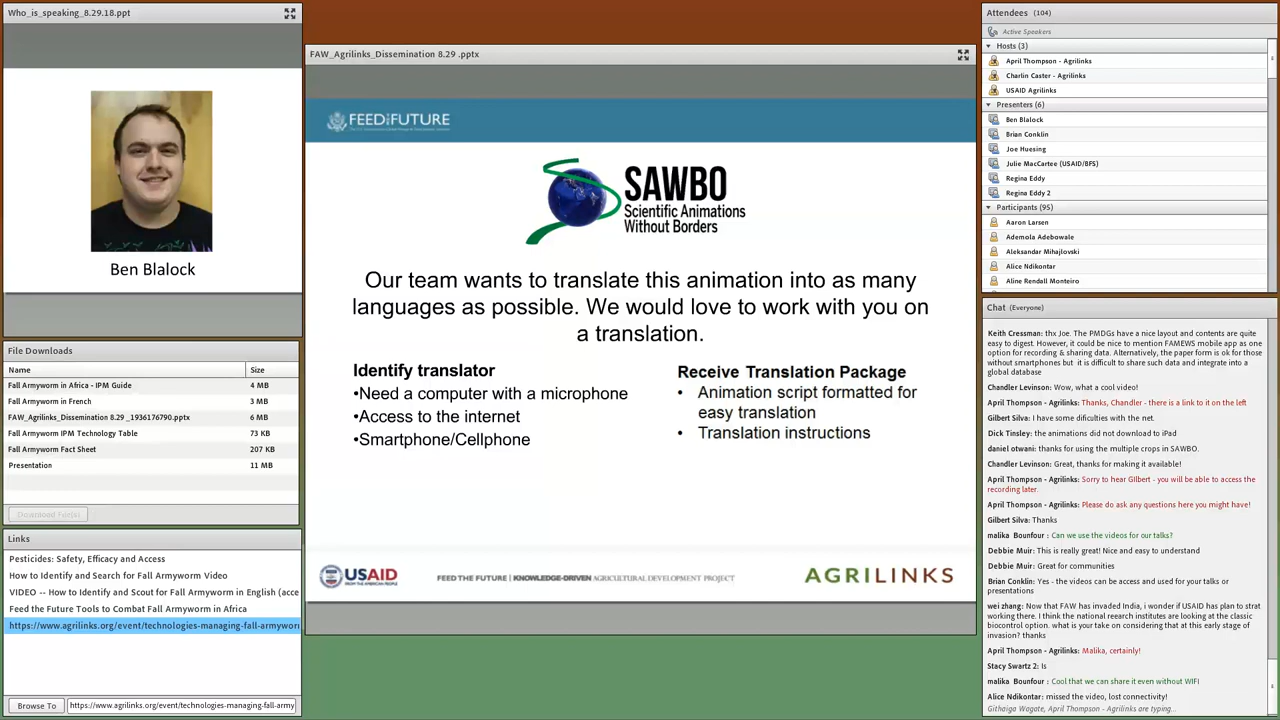 Who_is_speaking_8.29.18.ppt
Ben Blalock
File Downloads
Name Size
Fall Armyworm in Africa - IPM Guide 4 MB
Fall Armyworm in French 3 MB
FAW_Agrilinks_Dissemination 8.29 _1936176790.pptx 6 MB
Fall Armyworm IPM Technology Table 73 KB
Fall Armyworm Fact Sheet 207 KB
Presentation 11 MB
Download File(s)
Links
Pesticides: Safety, Efficacy and Access
How to Identify and Search for Fall Armyworm Video
VIDEO -- How to Identify and Scout for Fall Armyworm in English (acce
Feed the Future Tools to Combat Fall Armyworm in Africa
https://www.agrilinks.org/event/technologies-managing-fall-armyworm
Browse To https://www.agrilinks.org/event/technologies-managing-fall-army
FAW_Agrilinks_Dissemination 8.29 .pptx
FEED THE FUTURE
SAWBO
Scientific Animations
Without Borders
Our team wants to translate this animation into as many
languages as possible. We would love to work with you on
a translation.
Identify translator
•Need a computer with a microphone
•Access to the internet
•Smartphone/Cellphone
Receive Translation Package
• Animation script formatted for
easy translation
• Translation instructions
USAID
FROM THE AMERICAN PEOPLE
FEED THE FUTURE | KNOWLEDGE-DRIVEN AGRICULTURAL DEVELOPMENT PROJECT
AGRILINKS
Attendees (104)
Active Speakers
Hosts (3)
April Thompson - Agrilinks
Charlin Caster - Agrilinks
USAID Agrilinks
Presenters (6)
Ben Blalock
Brian Conklin
Joe Huesing
Julie MacCartee (USAID/BFS)
Regina Eddy
Regina Eddy 2
Participants (95)
Aaron Larsen
Ademola Adebowale
Aleksandar Mihajlovski
Alice Ndikontar
Aline Rendall Monteiro
Chat (Everyone)
Keith Cressman: thx Joe. The PMDGs have a nice layout and contents are quite
easy to digest. However, it could be nice to mention FAMEWS mobile app as one
option for recording & sharing data. Alternatively, the paper form is ok for those
without smartphones but it is difficult to share such data and integrate into a
global database
Chandler Levinson: Wow, what a cool video!
April Thompson - Agrilinks: Thanks, Chandler - there is a link to it on the left
Gilbert Silva: I have some dificulties with the net.
Dick Tinsley: the animations did not download to iPad
daniel otwani: thanks for using the multiple crops in SAWBO.
Chandler Levinson: Great, thanks for making it available!
April Thompson - Agrilinks: Sorry to hear GIlbert - you will be able to access the
recording later.
April Thompson - Agrilinks: Please do ask any questions here you might have!
Gilbert Silva: Thanks
malika Bounfour: Can we use the videos for our talks?
Debbie Muir: This is really great! Nice and easy to understand
Debbie Muir: Great for communities
Brian Conklin: Yes - the videos can be access and used for your talks or
presentations
wei zhang: Now that FAW has invaded India, i wonder if USAID has plan to strat
working there. I think the national reearch institutes are looking at the classic
biocontrol option. what is your take on considering that at this early stage of
invasion? thanks
April Thompson - Agrilinks: Malika, certainly!
Stacy Swartz 2: Is
malika Bounfour: Cool that we can share it even without WIFI
Alice Ndikontar: missed the video, lost connectivity!
Githaiga Wagate, April Thompson - Agrilinks are typing...